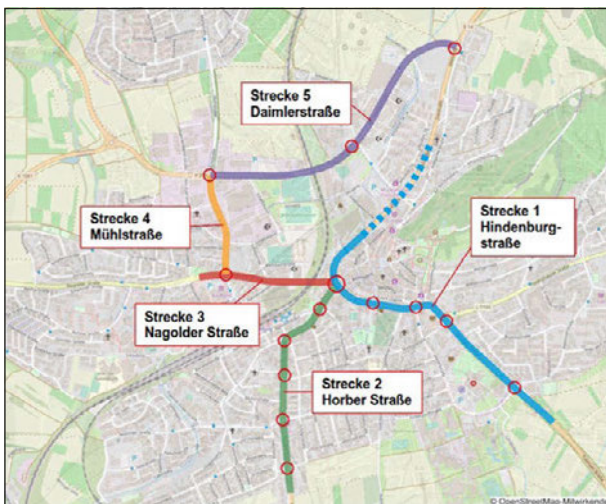 Strecke 5
Daimlerstraße
Strecke 4
Mühlstraße
Strecke 1
Hindenburg-
straße
Strecke 3
Nagolder Straße
Strecke 2
Horber Straße
© OpenStreetMap-Mitwirkende